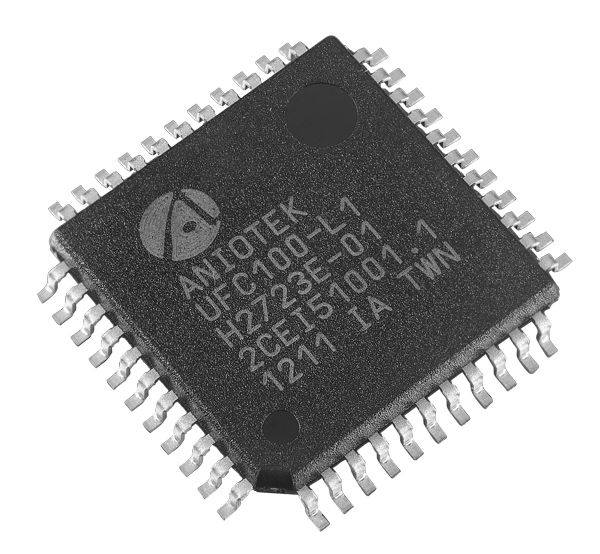 ANIOTEK
UFC100-L1
H2723E-01
2CEI51001.1
1211 IA TWN